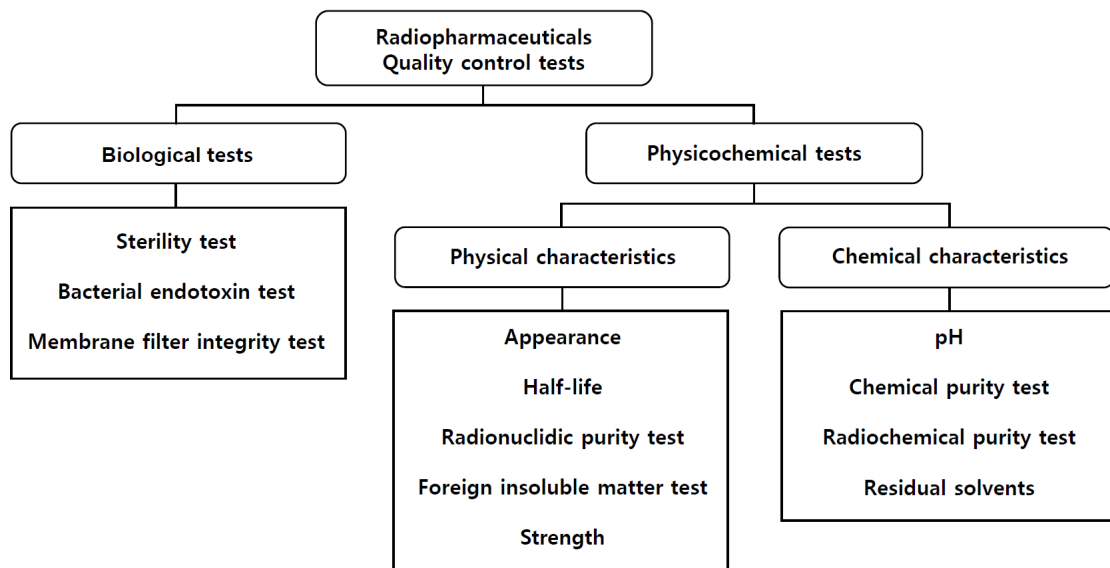 Radiopharmaceuticals
Quality control tests
Biological tests
Physicochemical tests
Sterility test
Bacterial endotoxin test
Membrane filter integrity test
Physical characteristics
Chemical characteristics
Appearance
Half-life
Radionuclidic purity test
Foreign insoluble matter test
Strength
pH
Chemical purity test
Radiochemical purity test
Residual solvents